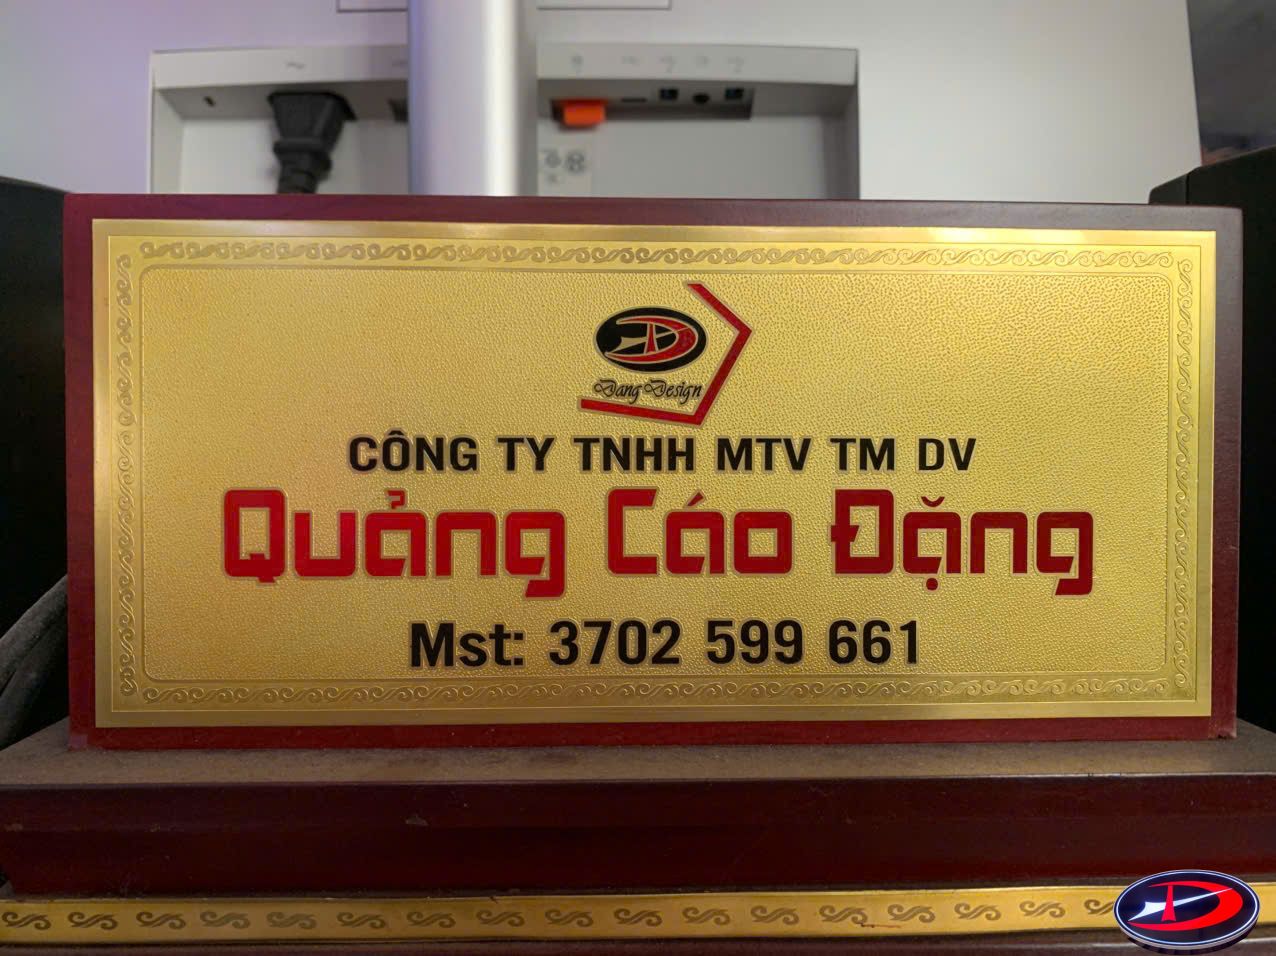 Dang Design
CÔNG TY TNHH MTV TM DV
Quảng Cáo Đặng
Mst: 3702 599 661